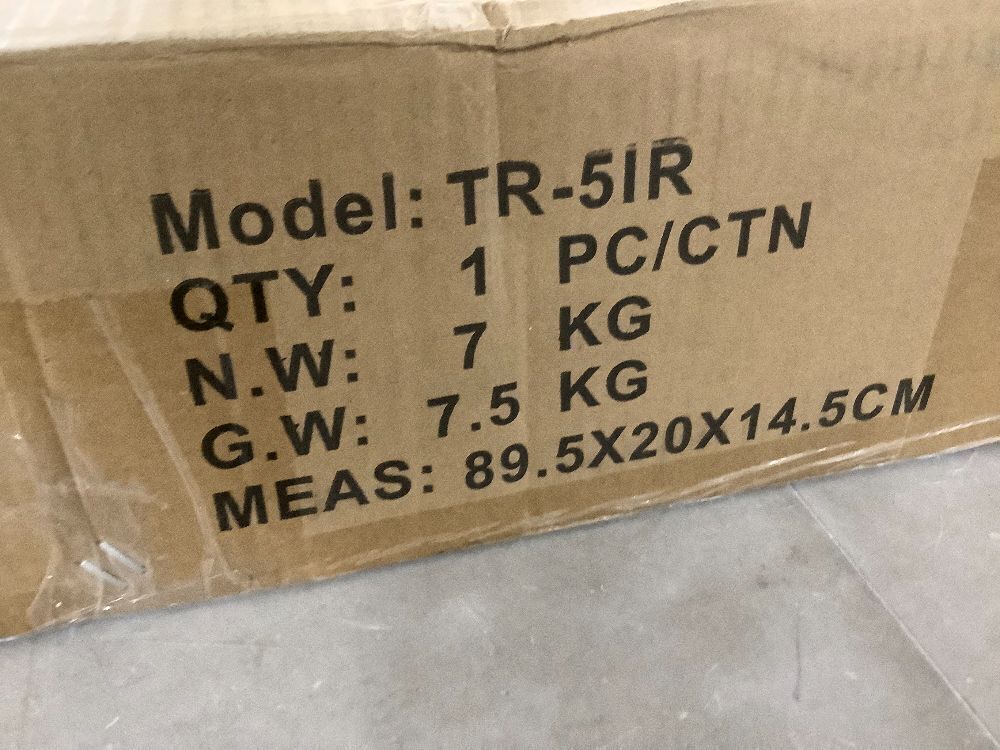 Model: TR-5IR
QTY: 1 PC/CTN
N.W: 7 KG
G.W: 7.5 KG
MEAS: 89.5X20X14.5CM